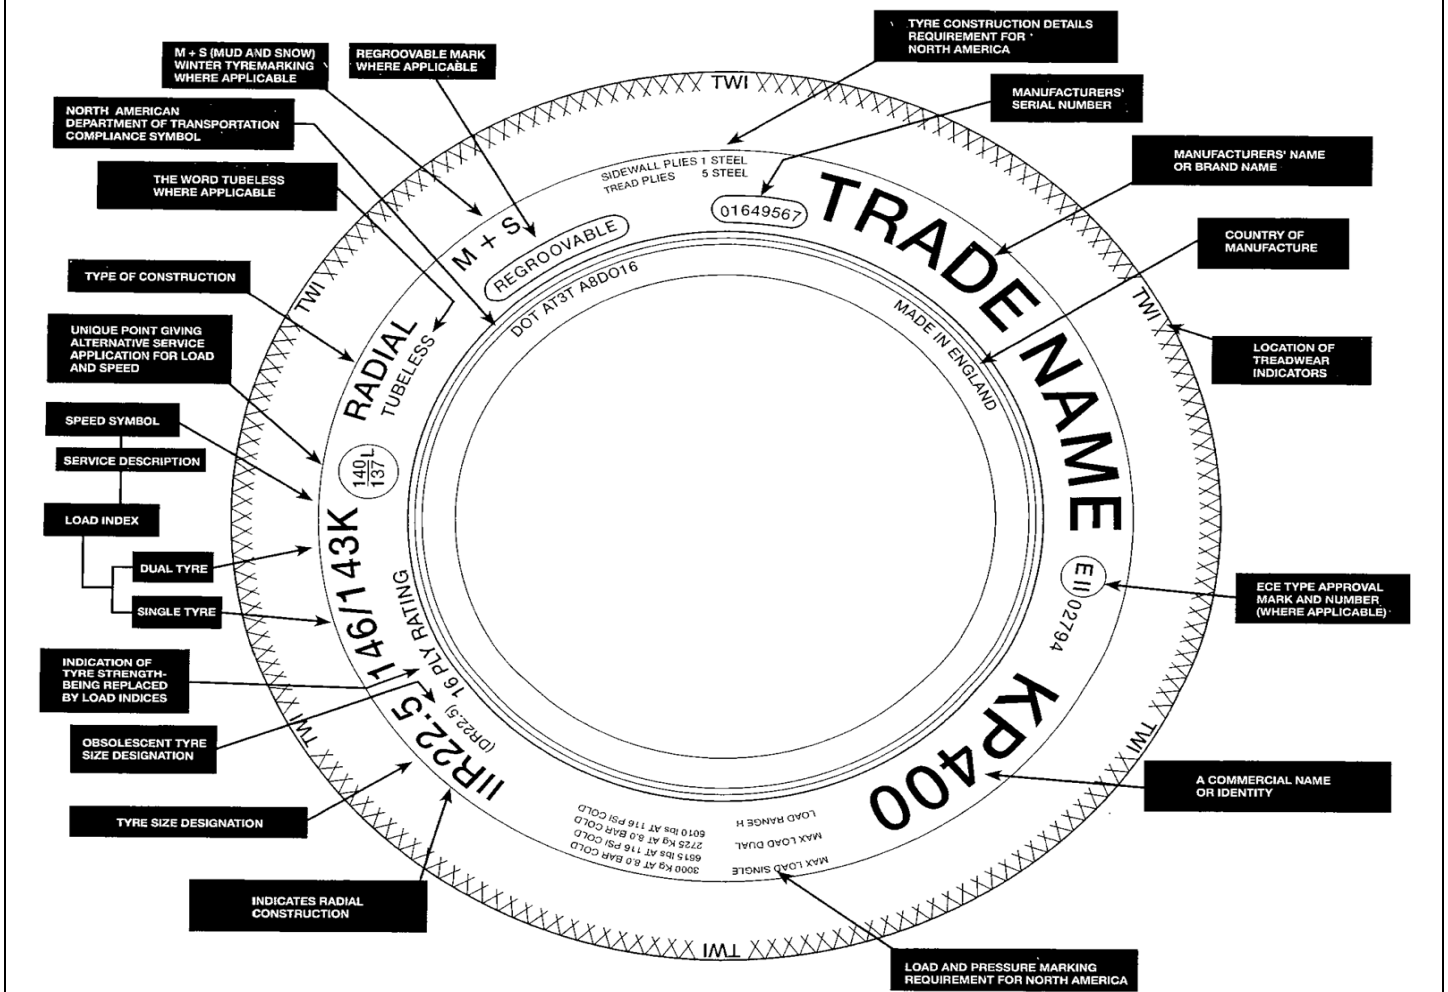 TYRE CONSTRUCTION DETAILS
REQUIREMENT FOR
NORTH AMERICA
M + S (MUD AND SNOW)
WINTER TYREMARKING
WHERE APPLICABLE
REGROOVABLE MARK
WHERE APPLICABLE
MANUFACTURERS'
SERIAL NUMBER
NORTH AMERICAN
DEPARTMENT OF TRANSPORTATION
COMPLIANCE SYMBOL
MANUFACTURERS' NAME
OR BRAND NAME
THE WORD TUBELESS
WHERE APPLICABLE
COUNTRY OF
MANUFACTURE
TYPE OF CONSTRUCTION
UNIQUE POINT GIVING
ALTERNATIVE SERVICE
APPLICATION FOR LOAD
AND SPEED
LOCATION OF
TREADWEAR
INDICATORS
SPEED SYMBOL
SERVICE DESCRIPTION
LOAD INDEX
DUAL TYRE
SINGLE TYRE
ECE TYPE APPROVAL
MARK AND NUMBER
(WHERE APPLICABLE)
INDICATION OF
TYRE STRENGTH-
BEING REPLACED
BY LOAD INDICES
OBSOLESCENT TYRE
SIZE DESIGNATION
A COMMERCIAL NAME
OR IDENTITY
TYRE SIZE DESIGNATION
INDICATES RADIAL
CONSTRUCTION
LOAD AND PRESSURE MARKING
REQUIREMENT FOR NORTH AMERICA
TWI
TWI
TWI
TWI
TWI
TWI
SIDEWALL PLIES 1 STEEL
TREAD PLIES 5 STEEL
01649567
TRADE NAME
M + S
REGROOVABLE
DOT AT3T A8DO16
MADE IN ENGLAND
RADIAL
TUBELESS
140
137
L
146/143K
16 PLY RATING
(DR22.5)
IIR22.5
EII
02794
KP400
MAX LOAD SINGLE 3000 Kg AT 8.0 BAR COLD
6615 lbs AT 116 PSI COLD
MAX LOAD DUAL 2725 Kg AT 8.0 BAR COLD
6010 lbs AT 116 PSI COLD
LOAD RANGE H